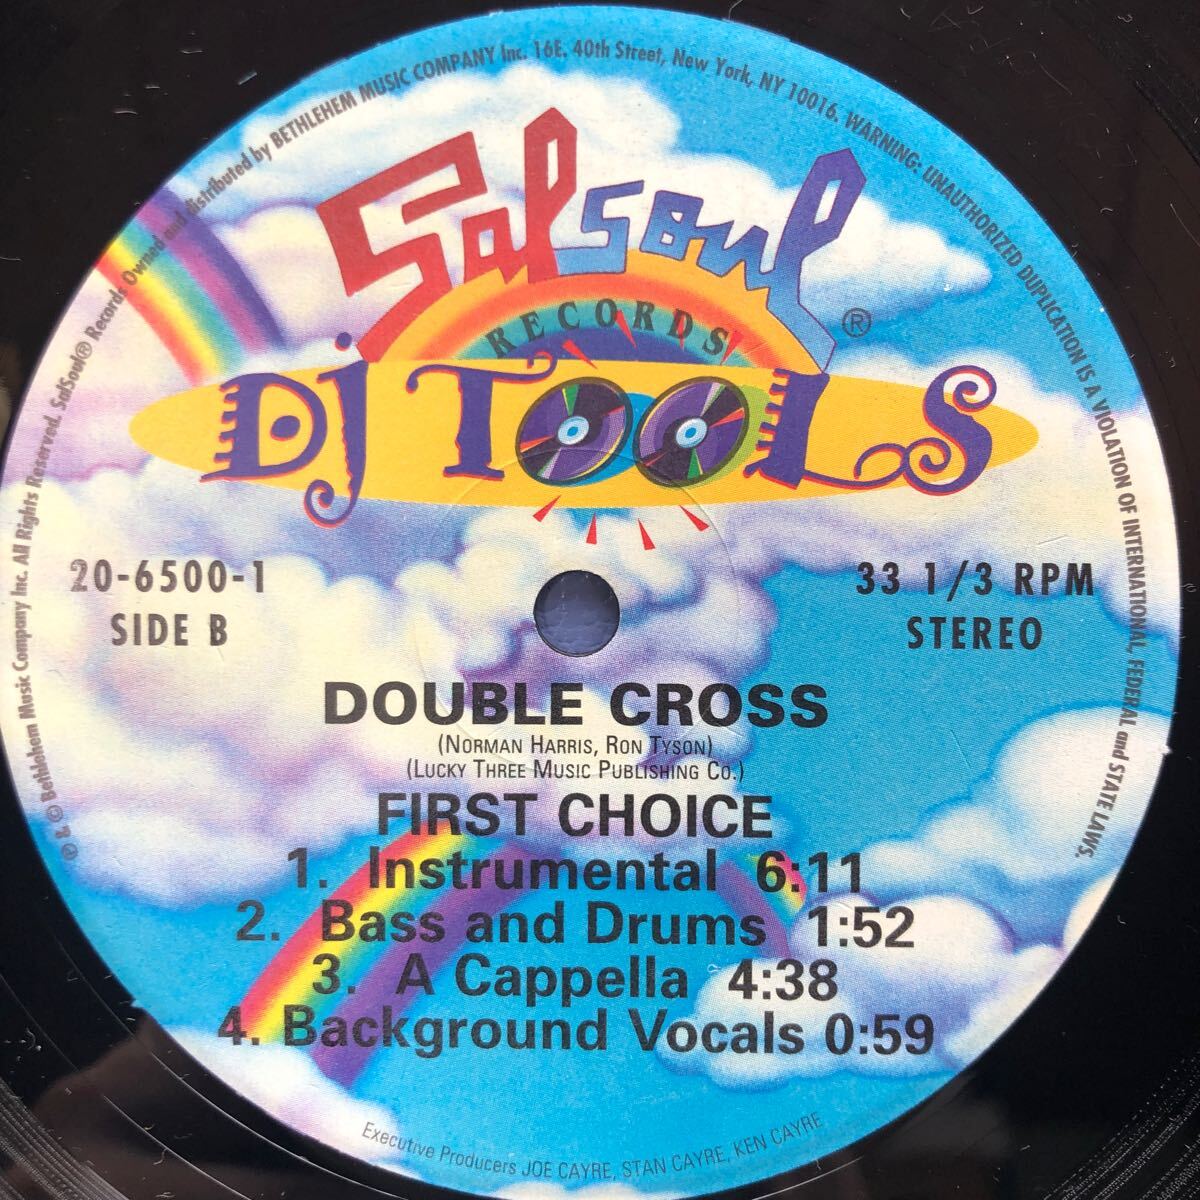 ℗ © Bethlehem Music Company Inc. All Rights Reserved. SalSoul® Records Owned and distributed by BETHLEHEM MUSIC COMPANY Inc. 16E. 40th Street, New York, NY 10016. WARNING: UNAUTHORIZED DUPLICATION IS A VIOLATION OF INTERNATIONAL, FEDERAL and STATE LAWS.
Salsoul®
RECORDS
DJ TOOLS
20-6500-1
SIDE B
33 1/3 RPM
STEREO
DOUBLE CROSS
(NORMAN HARRIS, RON TYSON)
(LUCKY THREE MUSIC PUBLISHING CO.)
FIRST CHOICE
1. Instrumental 6:11
2. Bass and Drums 1:52
3. A Cappella 4:38
4. Background Vocals 0:59
Executive Producers JOE CAYRE, STAN CAYRE, KEN CAYRE